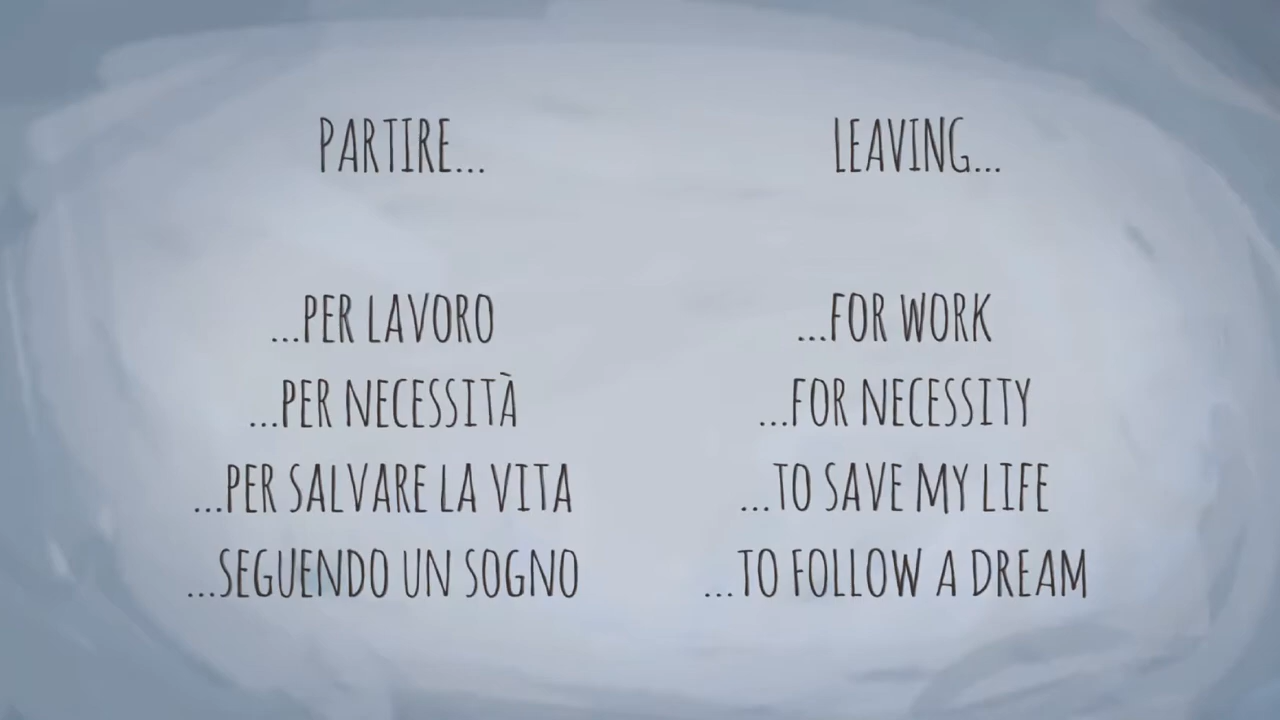 PARTIRE...
...PER LAVORO
...PER NECESSITÀ
...PER SALVARE LA VITA
...SEGUENDO UN SOGNO
LEAVING...
...FOR WORK
...FOR NECESSITY
...TO SAVE MY LIFE
...TO FOLLOW A DREAM